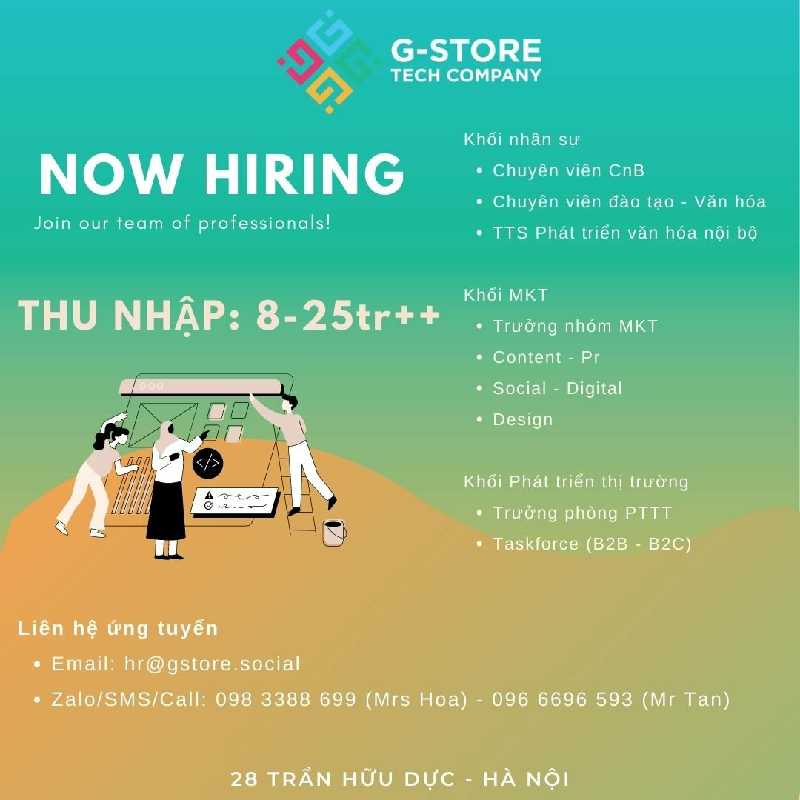 G-STORE
TECH COMPANY
NOW HIRING
Join our team of professionals!
THU NHẬP: 8-25tr++
Khối nhân sự
• Chuyên viên CnB
• Chuyên viên đào tạo - Văn hóa
• TTS Phát triển văn hóa nội bộ
Khối MKT
• Trưởng nhóm MKT
• Content - Pr
• Social - Digital
• Design
Khối Phát triển thị trường
• Trưởng phòng PTTT
• Taskforce (B2B - B2C)
Liên hệ ứng tuyển
• Email: hr@gstore.social
• Zalo/SMS/Call: 098 3388 699 (Mrs Hoa) - 096 6696 593 (Mr Tan)
28 TRẦN HỮU DỰC - HÀ NỘI